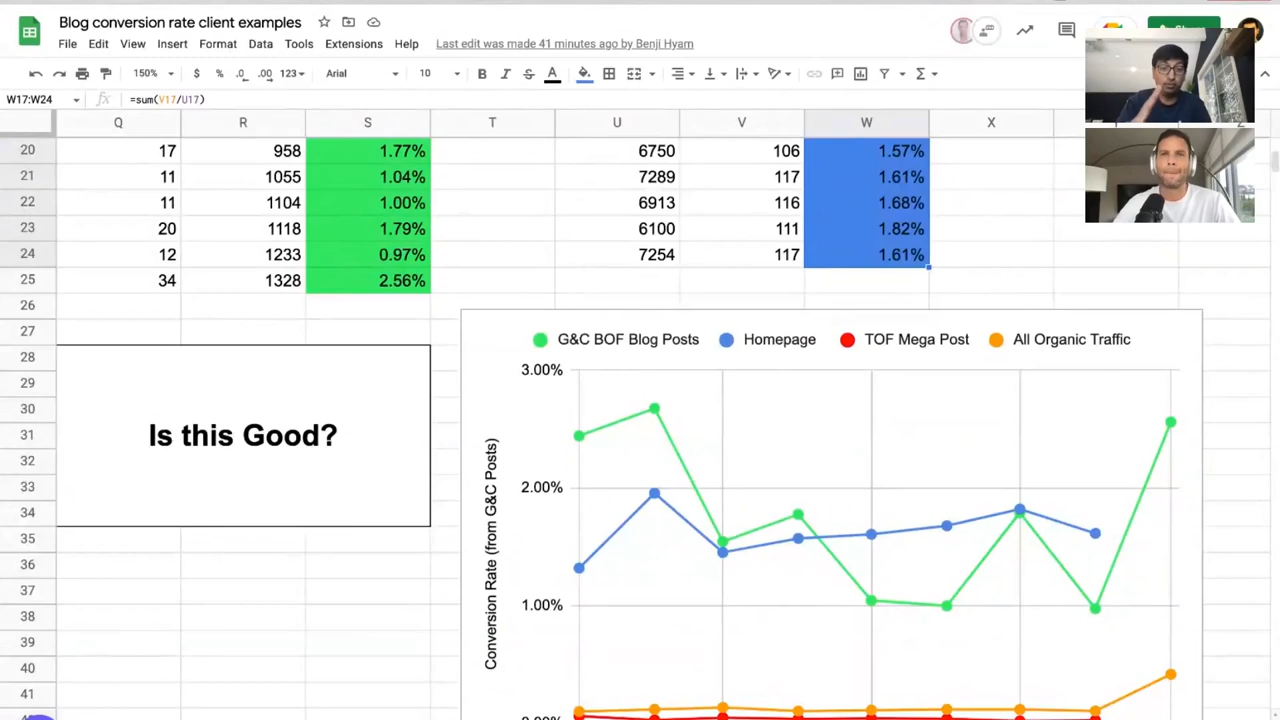 Blog conversion rate client examples
File Edit View Insert Format Data Tools Extensions Help Last edit was made 41 minutes ago by Benji Hyam
150% $ % .0 .00 123 Arial 10 B I S A
W17:W24 fx =sum(V17/U17)
Q R S T U V W X
20 17 958 1.77% 6750 106 1.57%
21 11 1055 1.04% 7289 117 1.61%
22 11 1104 1.00% 6913 116 1.68%
23 20 1118 1.79% 6100 111 1.82%
24 12 1233 0.97% 7254 117 1.61%
25 34 1328 2.56%
26
27
28
29
30
31
32
33
34
35
36
37
38
39
40
41
Is this Good?
G&C BOF Blog Posts Homepage TOF Mega Post All Organic Traffic
Conversion Rate (from G&C Posts)
3.00%
2.00%
1.00%